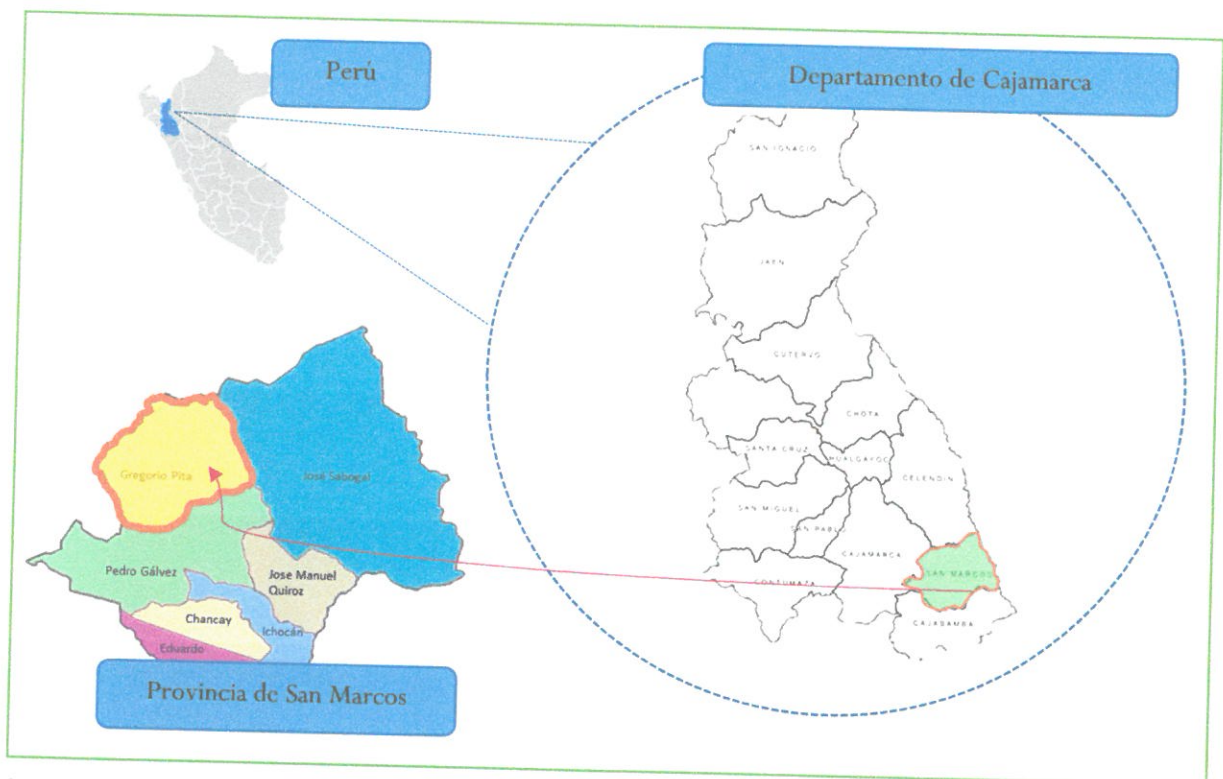 Perú
Departamento de Cajamarca
SAN IGNACIO
JAEN
CUTERVO
CHOTA
SANTA CRUZ
HUALGAYOC
CELENDIN
SAN MIGUEL
SAN PABLO
CAJAMARCA
SAN MARCOS
CONTUMAZA
CAJABAMBA
Gregorio Pita
José Sabogal
Pedro Gálvez
Jose Manuel
Quiroz
Chancay
Ichocán
Eduardo
Provincia de San Marcos